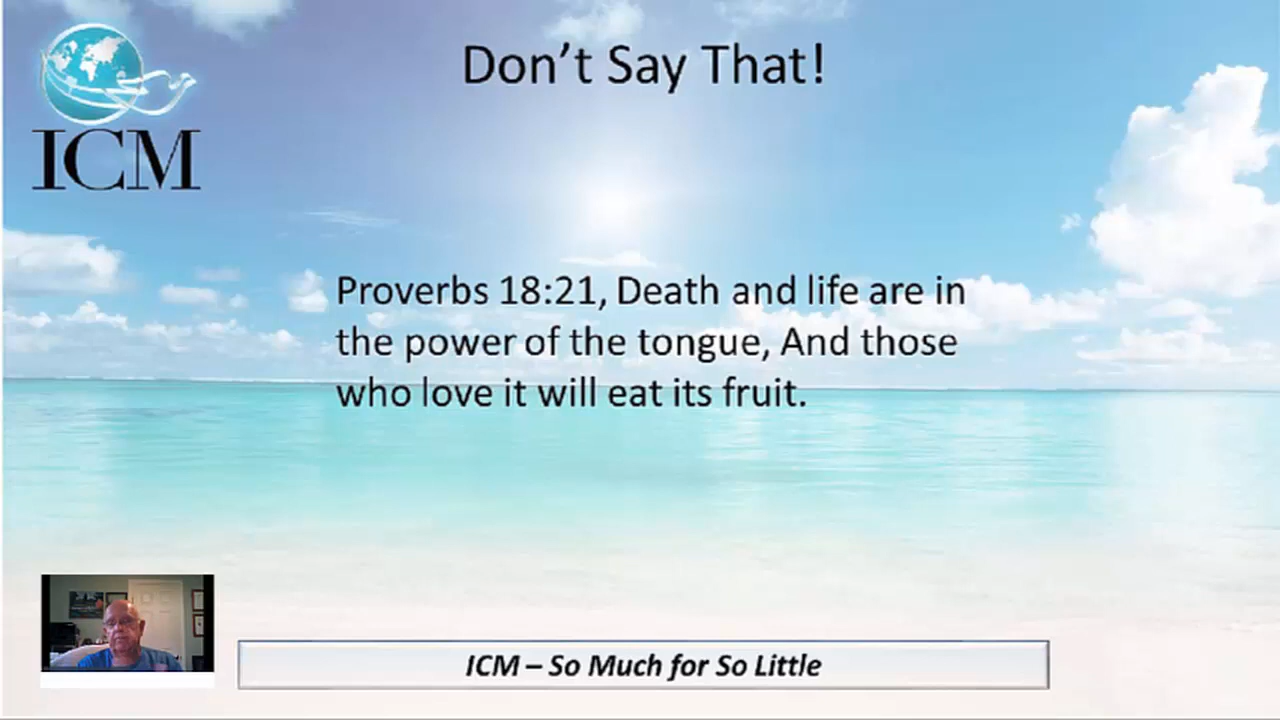 Don't Say That!
ICM
Proverbs 18:21, Death and life are in
the power of the tongue, And those
who love it will eat its fruit.
ICM – So Much for So Little